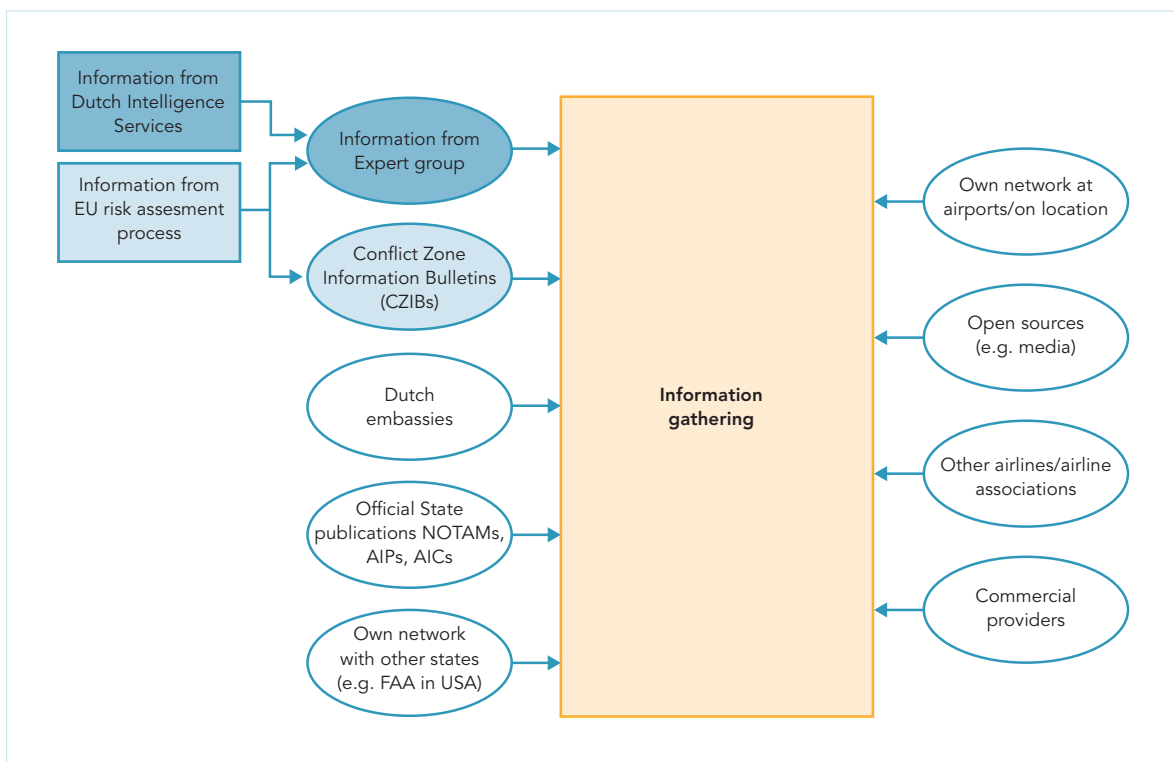 Information from
Dutch Intelligence
Services
Information from
EU risk assesment
process
Information from
Expert group
Conflict Zone
Information Bulletins
(CZIBs)
Dutch
embassies
Official State
publications NOTAMs,
AIPs, AICs
Own network
with other states
(e.g. FAA in USA)
Information
gathering
Own network at
airports/on location
Open sources
(e.g. media)
Other airlines/airline
associations
Commercial
providers